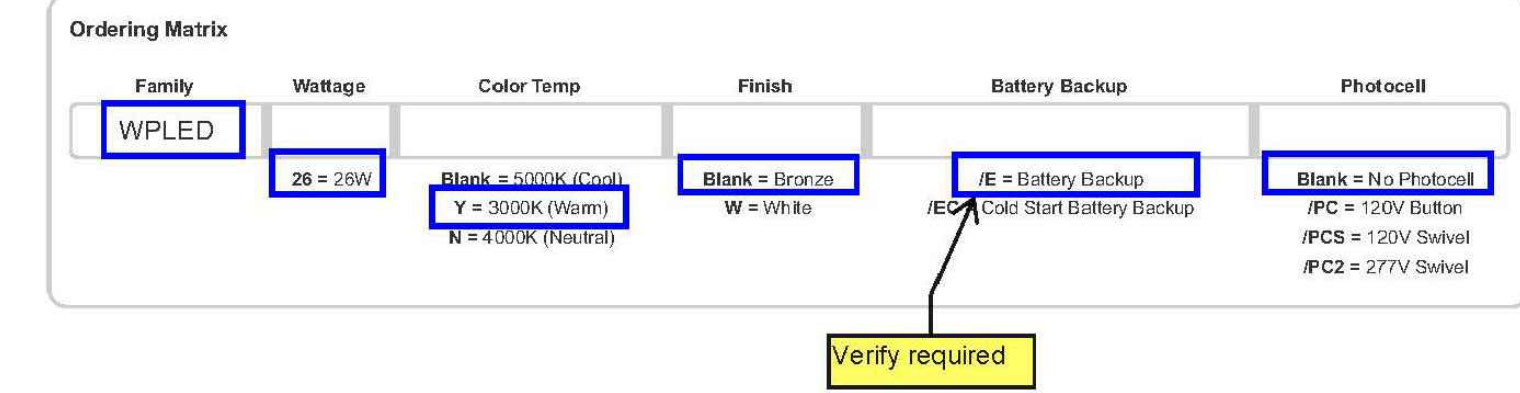 Ordering Matrix
Family Wattage Color Temp Finish Battery Backup Photocell
WPLED
26 = 26W Blank = 5000K (Cool) Blank = Bronze /E = Battery Backup Blank = No Photocell
Y = 3000K (Warm) W = White /EC = Cold Start Battery Backup /PC = 120V Button
N = 4000K (Neutral) /PCS = 120V Swivel
/PC2 = 277V Swivel
Verify required